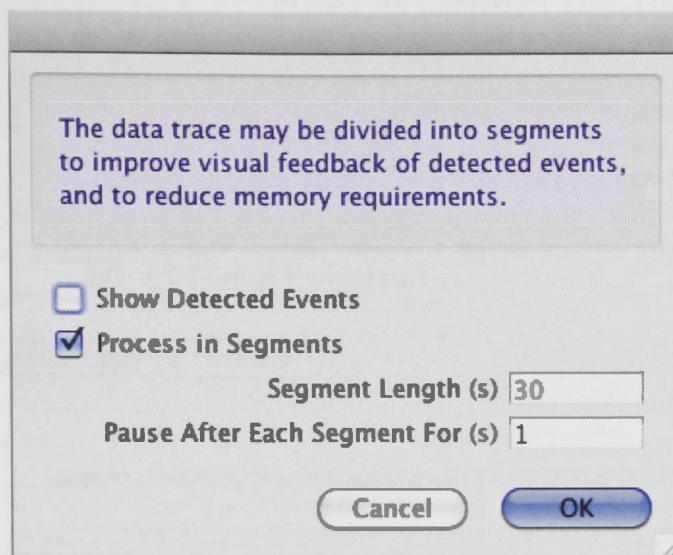 The data trace may be divided into segments
to improve visual feedback of detected events,
and to reduce memory requirements.
Show Detected Events
Process in Segments
Segment Length (s) 30
Pause After Each Segment For (s) 1
Cancel OK